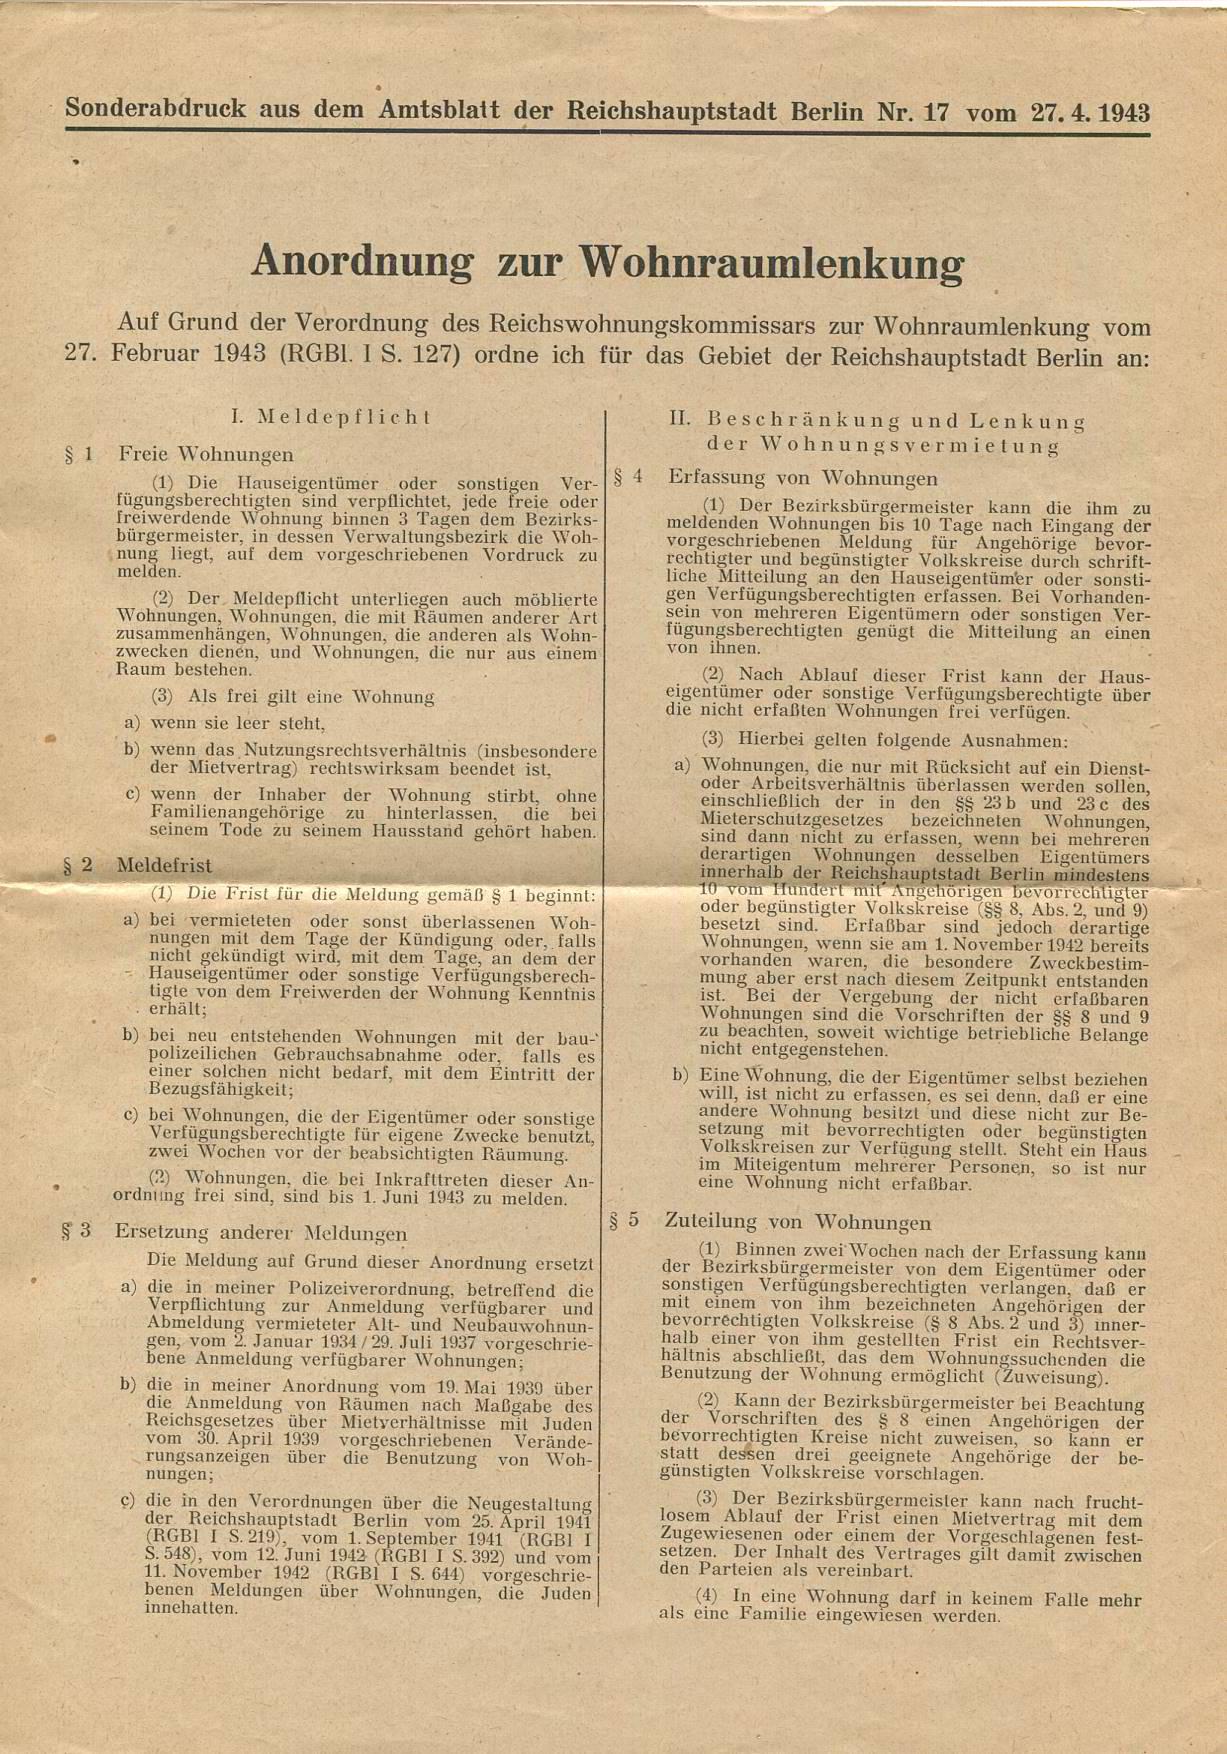 Sonderabdruck aus dem Amtsblatt der Reichshauptstadt Berlin Nr. 17 vom 27. 4. 1943
Anordnung zur Wohnraumlenkung
Auf Grund der Verordnung des Reichswohnungskommissars zur Wohnraumlenkung vom
27. Februar 1943 (RGBl. I S. 127) ordne ich für das Gebiet der Reichshauptstadt Berlin an:
I. Meldepflicht
§ 1 Freie Wohnungen
(1) Die Hauseigentümer oder sonstigen Ver-
fügungsberechtigten sind verpflichtet, jede freie oder
freiwerdende Wohnung binnen 3 Tagen dem Bezirks-
bürgermeister, in dessen Verwaltungsbezirk die Woh-
nung liegt, auf dem vorgeschriebenen Vordruck zu
melden.
(2) Der Meldepflicht unterliegen auch möblierte
Wohnungen, Wohnungen, die mit Räumen anderer Art
zusammenhängen, Wohnungen, die anderen als Wohn-
zwecken dienen, und Wohnungen, die nur aus einem
Raum bestehen.
(3) Als frei gilt eine Wohnung
a) wenn sie leer steht,
b) wenn das Nutzungsrechtsverhältnis (insbesondere
der Mietvertrag) rechtswirksam beendet ist,
c) wenn der Inhaber der Wohnung stirbt, ohne
Familienangehörige zu hinterlassen, die bei
seinem Tode zu seinem Hausstand gehört haben.
§ 2 Meldefrist
(1) Die Frist für die Meldung gemäß § 1 beginnt:
a) bei vermieteten oder sonst überlassenen Woh-
nungen mit dem Tage der Kündigung oder, falls
nicht gekündigt wird, mit dem Tage, an dem der
Hauseigentümer oder sonstige Verfügungsberech-
tigte von dem Freiwerden der Wohnung Kenntnis
erhält;
b) bei neu entstehenden Wohnungen mit der bau-
polizeilichen Gebrauchsabnahme oder, falls es
einer solchen nicht bedarf, mit dem Eintritt der
Bezugsfähigkeit;
c) bei Wohnungen, die der Eigentümer oder sonstige
Verfügungsberechtigte für eigene Zwecke benutzt,
zwei Wochen vor der beabsichtigten Räumung.
(2) Wohnungen, die bei Inkrafttreten dieser An-
ordnung frei sind, sind bis 1. Juni 1943 zu melden.
§ 3 Ersetzung anderer Meldungen
Die Meldung auf Grund dieser Anordnung ersetzt
a) die in meiner Polizeiverordnung, betreffend die
Verpflichtung zur Anmeldung verfügbarer und
Abmeldung vermieteter Alt- und Neubauwohnun-
gen, vom 2. Januar 1934 / 29. Juli 1937 vorgeschrie-
bene Anmeldung verfügbarer Wohnungen;
b) die in meiner Anordnung vom 19. Mai 1939 über
die Anmeldung von Räumen nach Maßgabe des
Reichsgesetzes über Mietverhältnisse mit Juden
vom 30. April 1939 vorgeschriebenen Verände-
rungsanzeigen über die Benutzung von Woh-
nungen;
c) die in den Verordnungen über die Neugestaltung
der Reichshauptstadt Berlin vom 25. April 1941
(RGBl I S. 219), vom 1. September 1941 (RGBl I
S. 548), vom 12. Juni 1942 (RGBl I S. 392) und vom
11. November 1942 (RGBl I S. 644) vorgeschrie-
benen Meldungen über Wohnungen, die Juden
innehatten.
II. Beschränkung und Lenkung
der Wohnungsvermietung
§ 4 Erfassung von Wohnungen
(1) Der Bezirksbürgermeister kann die ihm zu
meldenden Wohnungen bis 10 Tage nach Eingang der
vorgeschriebenen Meldung für Angehörige bevor-
rechtigter und begünstigter Volkskreise durch schrift-
liche Mitteilung an den Hauseigentümer oder sonsti-
gen Verfügungsberechtigten erfassen. Bei Vorhanden-
sein von mehreren Eigentümern oder sonstigen Ver-
fügungsberechtigten genügt die Mitteilung an einen
von ihnen.
(2) Nach Ablauf dieser Frist kann der Haus-
eigentümer oder sonstige Verfügungsberechtigte über
die nicht erfaßten Wohnungen frei verfügen.
(3) Hierbei gelten folgende Ausnahmen:
a) Wohnungen, die nur mit Rücksicht auf ein Dienst-
oder Arbeitsverhältnis überlassen werden sollen,
einschließlich der in den §§ 23 b und 23 c des
Mieterschutzgesetzes bezeichneten Wohnungen,
sind dann nicht zu erfassen, wenn bei mehreren
derartigen Wohnungen desselben Eigentümers
innerhalb der Reichshauptstadt Berlin mindestens
10 vom Hundert mit Angehörigen bevorrechtigter
oder begünstigter Volkskreise (§§ 8, Abs. 2, und 9)
besetzt sind. Erfaßbar sind jedoch derartige
Wohnungen, wenn sie am 1. November 1942 bereits
vorhanden waren, die besondere Zweckbestim-
mung aber erst nach diesem Zeitpunkt entstanden
ist. Bei der Vergebung der nicht erfaßbaren
Wohnungen sind die Vorschriften der §§ 8 und 9
zu beachten, soweit wichtige betriebliche Belange
nicht entgegenstehen.
b) Eine Wohnung, die der Eigentümer selbst beziehen
will, ist nicht zu erfassen, es sei denn, daß er eine
andere Wohnung besitzt und diese nicht zur Be-
setzung mit bevorrechtigten oder begünstigten
Volkskreisen zur Verfügung stellt. Steht ein Haus
im Miteigentum mehrerer Personen, so ist nur
eine Wohnung nicht erfaßbar.
§ 5 Zuteilung von Wohnungen
(1) Binnen zwei Wochen nach der Erfassung kann
der Bezirksbürgermeister von dem Eigentümer oder
sonstigen Verfügungsberechtigten verlangen, daß er
mit einem von ihm bezeichneten Angehörigen der
bevorrechtigten Volkskreise (§ 8 Abs. 2 und 3) inner-
halb einer von ihm gestellten Frist ein Rechtsver-
hältnis abschließt, das dem Wohnungssuchenden die
Benutzung der Wohnung ermöglicht (Zuweisung).
(2) Kann der Bezirksbürgermeister bei Beachtung
der Vorschriften des § 8 einen Angehörigen der
bevorrechtigten Kreise nicht zuweisen, so kann er
statt dessen drei geeignete Angehörige der be-
günstigten Volkskreise vorschlagen.
(3) Der Bezirksbürgermeister kann nach frucht-
losem Ablauf der Frist einen Mietvertrag mit dem
Zugewiesenen oder einem der Vorgeschlagenen fest-
setzen. Der Inhalt des Vertrages gilt damit zwischen
den Parteien als vereinbart.
(4) In eine Wohnung darf in keinem Falle mehr
als eine Familie eingewiesen werden.